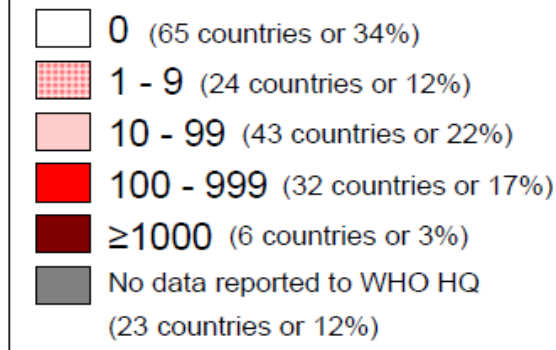 0 (65 countries or 34%)
1 - 9 (24 countries or 12%)
10 - 99 (43 countries or 22%)
100 - 999 (32 countries or 17%)
≥1000 (6 countries or 3%)
No data reported to WHO HQ
(23 countries or 12%)